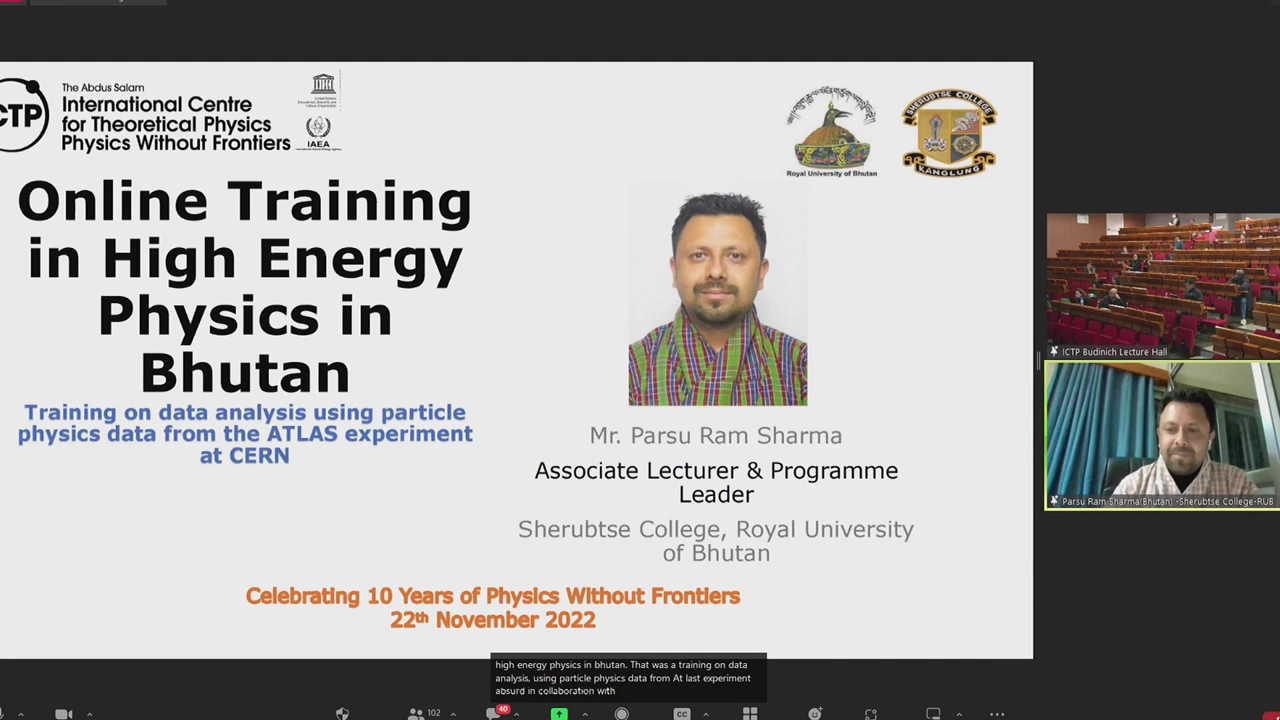 CTP
The Abdus Salam
International Centre
for Theoretical Physics
Physics Without Frontiers
IAEA
Royal University of Bhutan
SHERUBTSE COLLEGE
KANGLUNG
Online Training
in High Energy
Physics in
Bhutan
Training on data analysis using particle
physics data from the ATLAS experiment
at CERN
Mr. Parsu Ram Sharma
Associate Lecturer & Programme
Leader
Sherubtse College, Royal University
of Bhutan
Celebrating 10 Years of Physics Without Frontiers
22th November 2022
ICTP Budinich Lecture Hall
Parsu Ram Sharma(Bhutan) -Sherubtse College-RUB
high energy physics in bhutan. That was a training on data
analysis, using particle physics data from At last experiment
absurd in collaboration with
102
40
CC